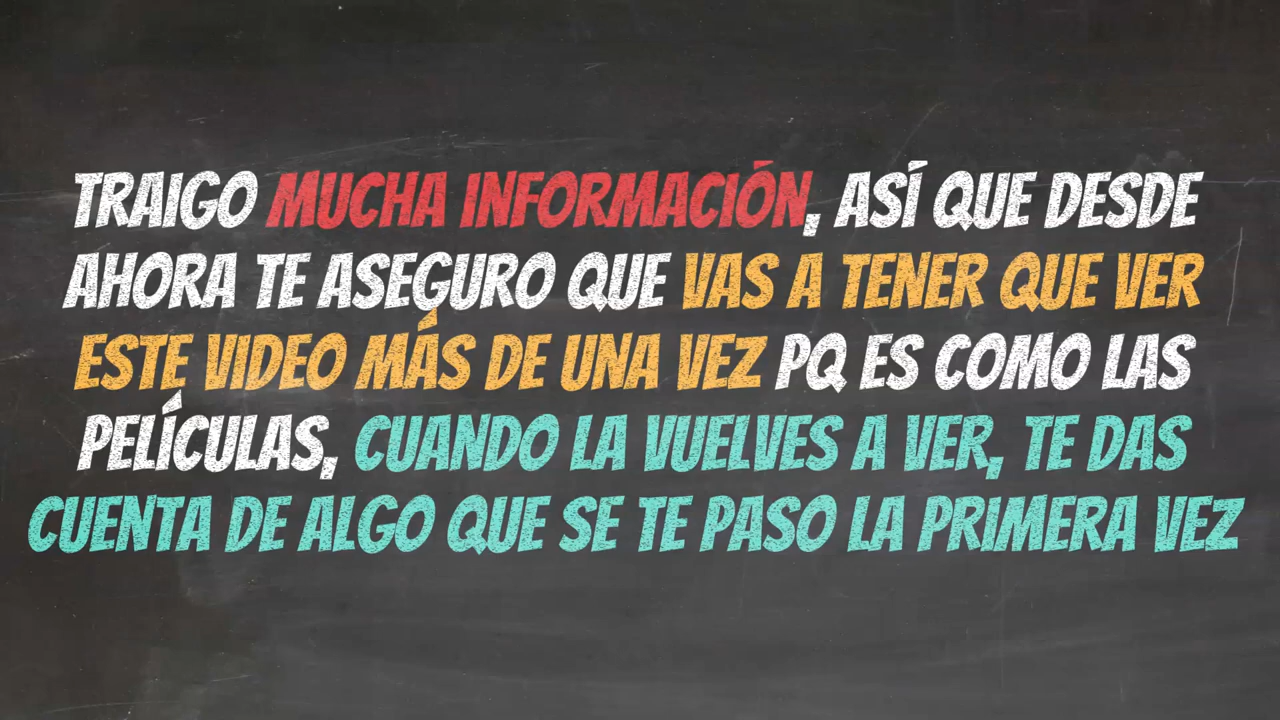 TRAIGO MUCHA INFORMACIÓN, ASÍ QUE DESDE
AHORA TE ASEGURO QUE VAS A TENER QUE VER
ESTE VIDEO MÁS DE UNA VEZ PQ ES COMO LAS
PELÍCULAS, CUANDO LA VUELVES A VER, TE DAS
CUENTA DE ALGO QUE SE TE PASO LA PRIMERA VEZ